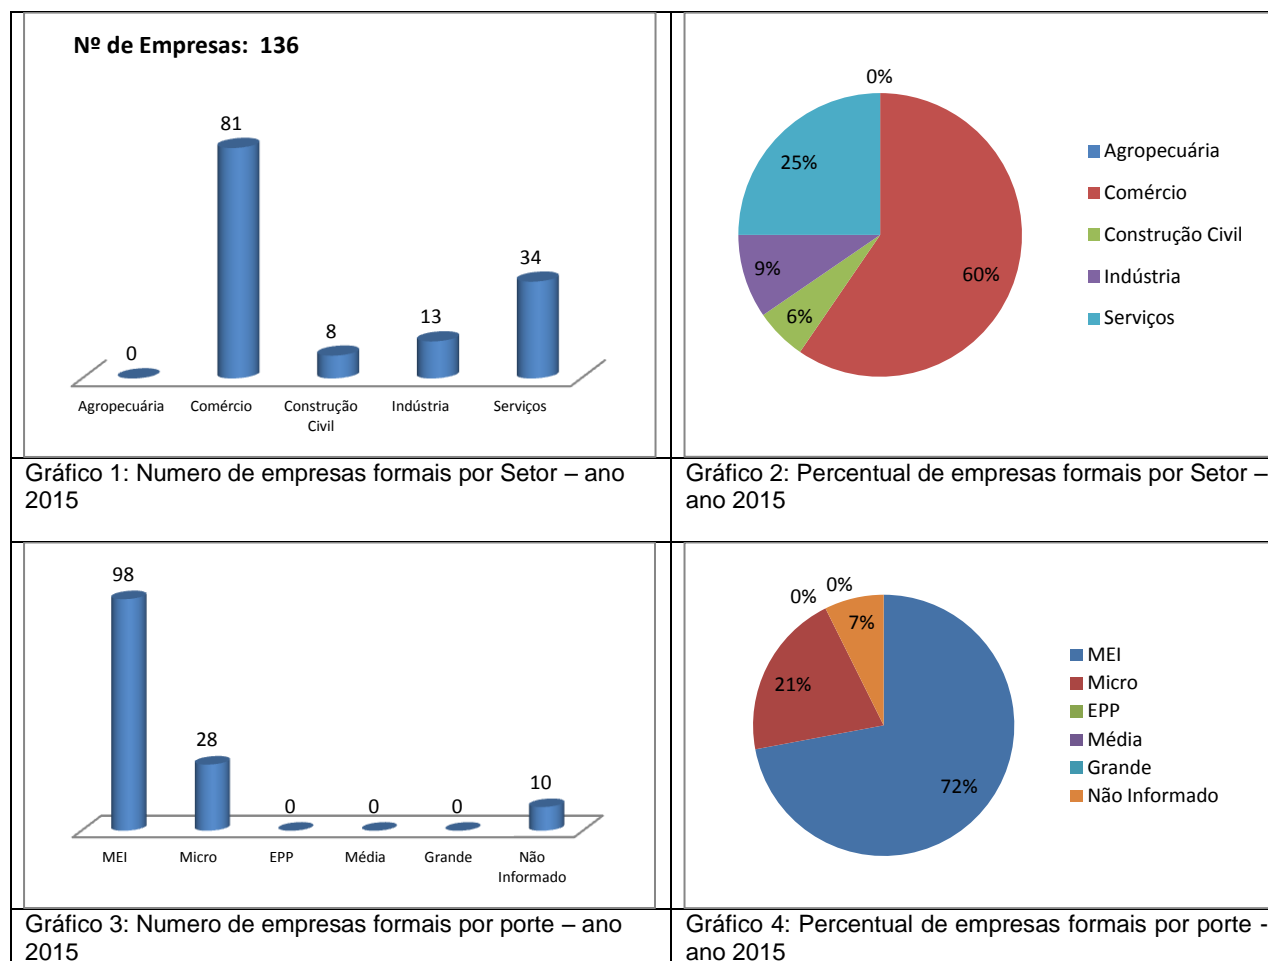 Nº de Empresas: 136
81
34
13
8
0
Agropecuária
Comércio
Construção
Civil
Indústria
Serviços
0%
25%
9%
6%
60%
Agropecuária
Comércio
Construção Civil
Indústria
Serviços
Gráfico 1: Numero de empresas formais por Setor – ano
2015
Gráfico 2: Percentual de empresas formais por Setor –
ano 2015
98
28
0
0
0
10
MEI
Micro
EPP
Média
Grande
Não
Informado
0%
0%
7%
21%
72%
MEI
Micro
EPP
Média
Grande
Não Informado
Gráfico 3: Numero de empresas formais por porte – ano
2015
Gráfico 4: Percentual de empresas formais por porte -
ano 2015